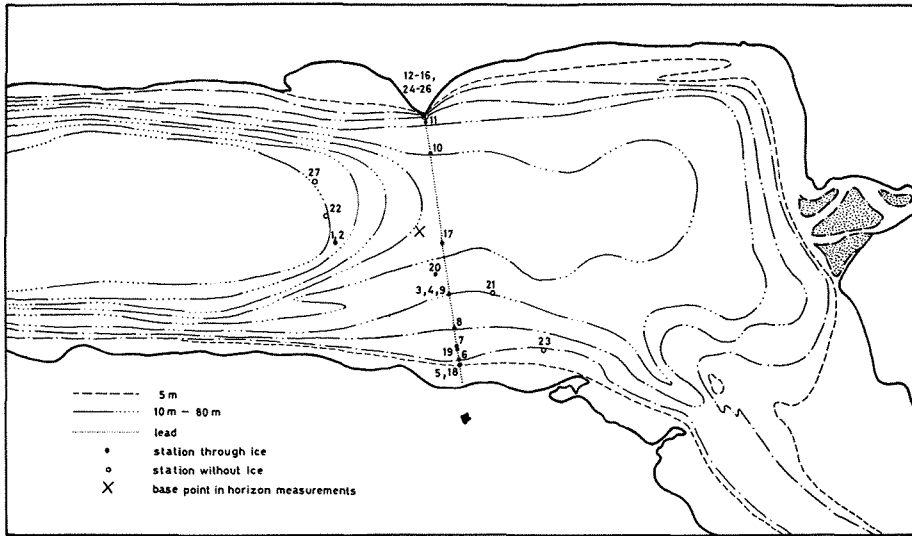 12-16,
24-26
11
10
27
22
1,2
17
20
3,4,9
21
8
7
19
6
23
5,18
5 m
10 m - 80 m
lead
station through ice
station without ice
base point in horizon measurements